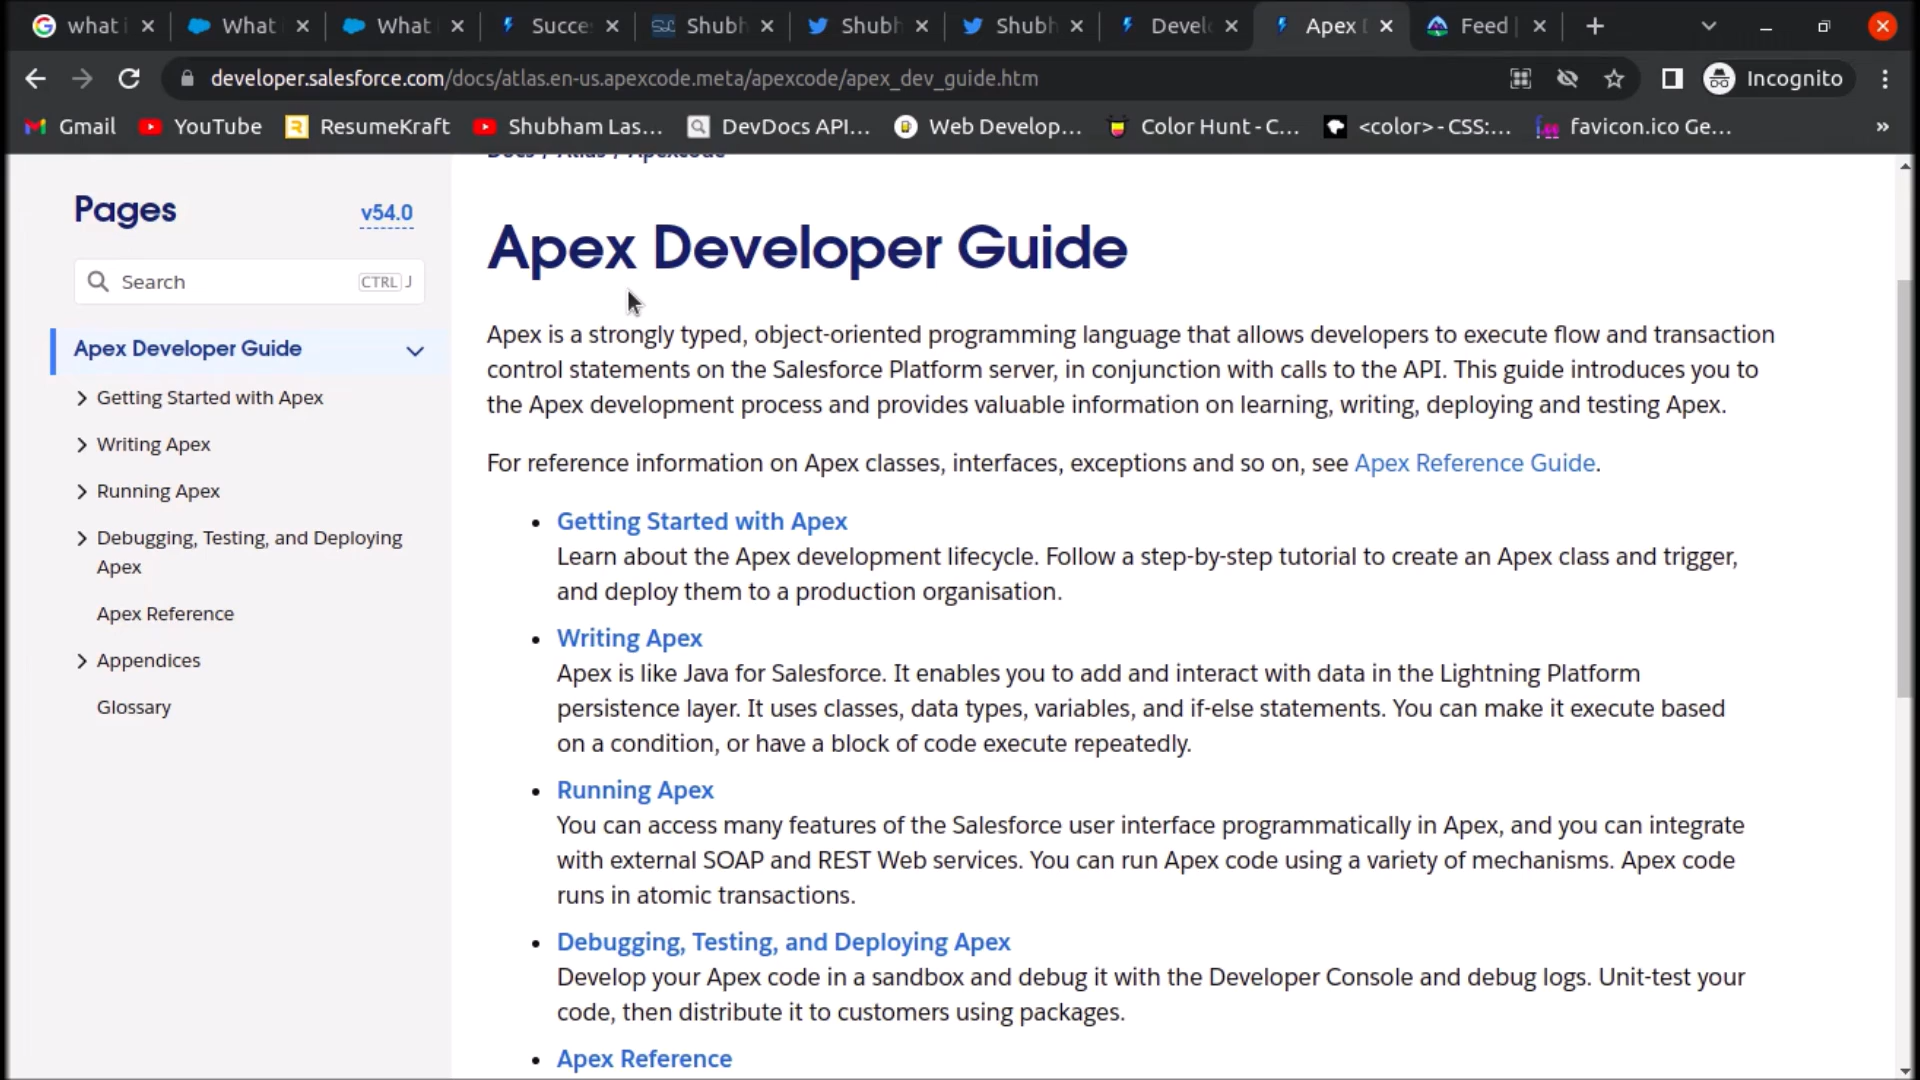 what i
What
What
Succe
Shubh
Shubh
Shubh
Devel
Apex
Feed
developer.salesforce.com/docs/atlas.en-us.apexcode.meta/apexcode/apex_dev_guide.htm
Incognito
Gmail
YouTube
ResumeKraft
Shubham Las...
DevDocs API...
Web Develop...
Color Hunt - C...
<color> - CSS:...
favicon.ico Ge...
»
Docs / Atlas / Apexcode
Pages
v54.0
Search
CTRL J
Apex Developer Guide
Getting Started with Apex
Writing Apex
Running Apex
Debugging, Testing, and Deploying
Apex
Apex Reference
Appendices
Glossary
Apex Developer Guide
Apex is a strongly typed, object-oriented programming language that allows developers to execute flow and transaction
control statements on the Salesforce Platform server, in conjunction with calls to the API. This guide introduces you to
the Apex development process and provides valuable information on learning, writing, deploying and testing Apex.
For reference information on Apex classes, interfaces, exceptions and so on, see Apex Reference Guide.
• Getting Started with Apex
Learn about the Apex development lifecycle. Follow a step-by-step tutorial to create an Apex class and trigger,
and deploy them to a production organisation.
• Writing Apex
Apex is like Java for Salesforce. It enables you to add and interact with data in the Lightning Platform
persistence layer. It uses classes, data types, variables, and if-else statements. You can make it execute based
on a condition, or have a block of code execute repeatedly.
• Running Apex
You can access many features of the Salesforce user interface programmatically in Apex, and you can integrate
with external SOAP and REST Web services. You can run Apex code using a variety of mechanisms. Apex code
runs in atomic transactions.
• Debugging, Testing, and Deploying Apex
Develop your Apex code in a sandbox and debug it with the Developer Console and debug logs. Unit-test your
code, then distribute it to customers using packages.
• Apex Reference